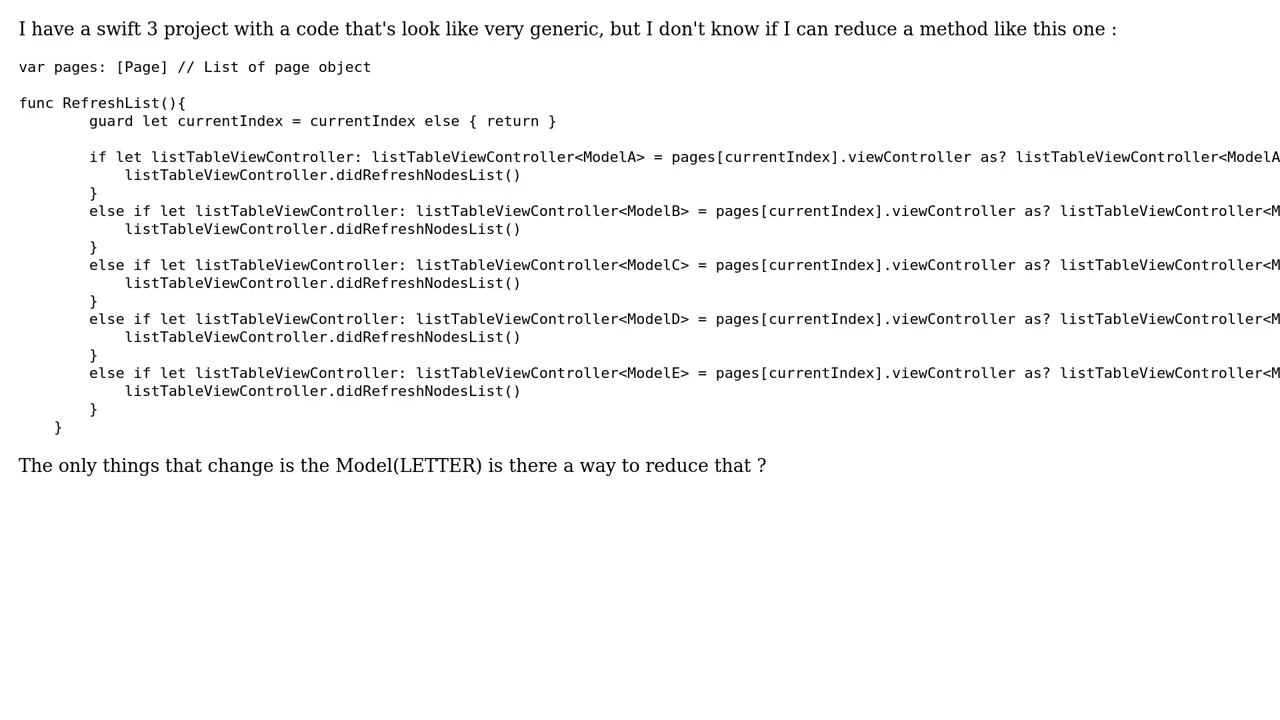 I have a swift 3 project with a code that's look like very generic, but I don't know if I can reduce a method like this one :
var pages: [Page] // List of page object
func RefreshList(){
guard let currentIndex = currentIndex else { return }
if let listTableViewController: listTableViewController<ModelA> = pages[currentIndex].viewController as? listTableViewController<ModelA
listTableViewController.didRefreshNodesList()
}
else if let listTableViewController: listTableViewController<ModelB> = pages[currentIndex].viewController as? listTableViewController<M
listTableViewController.didRefreshNodesList()
}
else if let listTableViewController: listTableViewController<ModelC> = pages[currentIndex].viewController as? listTableViewController<M
listTableViewController.didRefreshNodesList()
}
else if let listTableViewController: listTableViewController<ModelD> = pages[currentIndex].viewController as? listTableViewController<M
listTableViewController.didRefreshNodesList()
}
else if let listTableViewController: listTableViewController<ModelE> = pages[currentIndex].viewController as? listTableViewController<M
listTableViewController.didRefreshNodesList()
}
}
The only things that change is the Model(LETTER) is there a way to reduce that ?